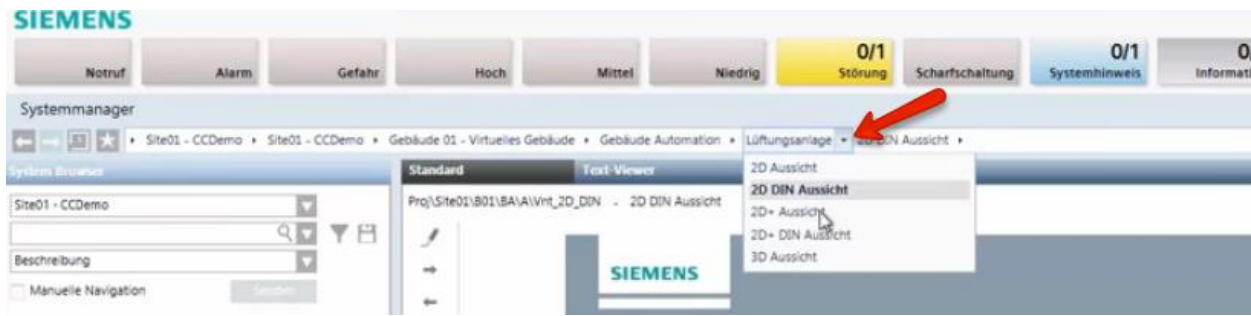 SIEMENS
0/1 0/1
Notruf Alarm Gefahr Hoch Mittel Niedrig Störung Scharfschaltung Systemhinweis
Systemmanager
Site01 - CCDemo Site01 - CCDemo Gebäude 01 - Virtuelles Gebäude Gebäude Automation Lüftungsanlage DIN Aussicht
System Browser Standard Text-Viewer 2D Aussicht
2D DIN Aussicht
Site01 - CCDemo Proj\Site01\B01\BA\A\Vnt_2D_DIN - 2D DIN Aussicht 2D+ Aussicht
2D+ DIN Aussicht
Beschreibung 3D Aussicht
SIEMENS
Manuelle Navigation Senden